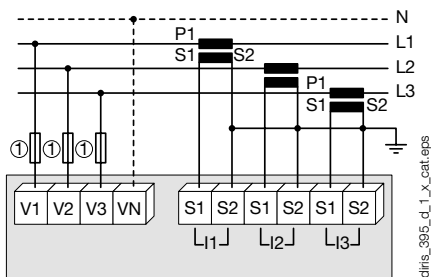 N
P1
L1
S1 S2
L2
P1
L3
S1 S2
① ① ①
V1 V2 V3 VN S1 S2 S1 S2 S1 S2
I1 I2 I3
diris_395_d_1_x_cat.eps